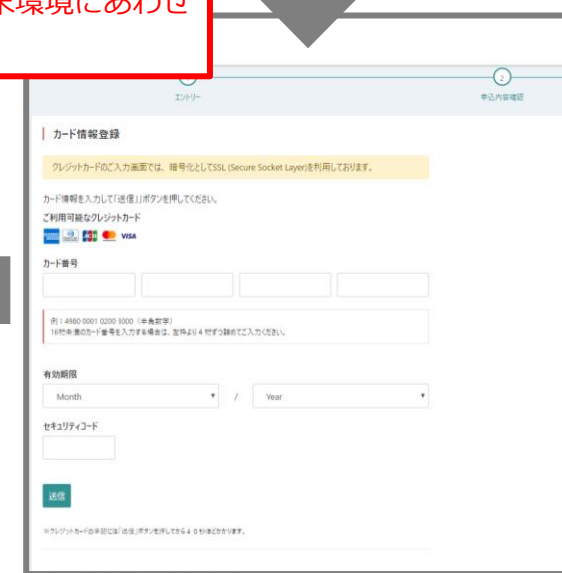 末環境にあわせ
2
エントリー
申込内容確認
カード情報登録
クレジットカードのご入力画面では、暗号化としてSSL (Secure Socket Layer)を利用しております。
カード情報を入力して「送信」」ボタンを押してください。
ご利用可能なクレジットカード
VISA
カード番号
例：4980 0001 0200 3000 （半角数字）
16桁未満のカード番号を入力する場合は、左枠より 4 桁ずつ詰めてご入力ください。
有効期限
Month / Year
セキュリティコード
送信
※クレジットカードの承認には「送信」ボタンを押してから４０秒ほどかかります。